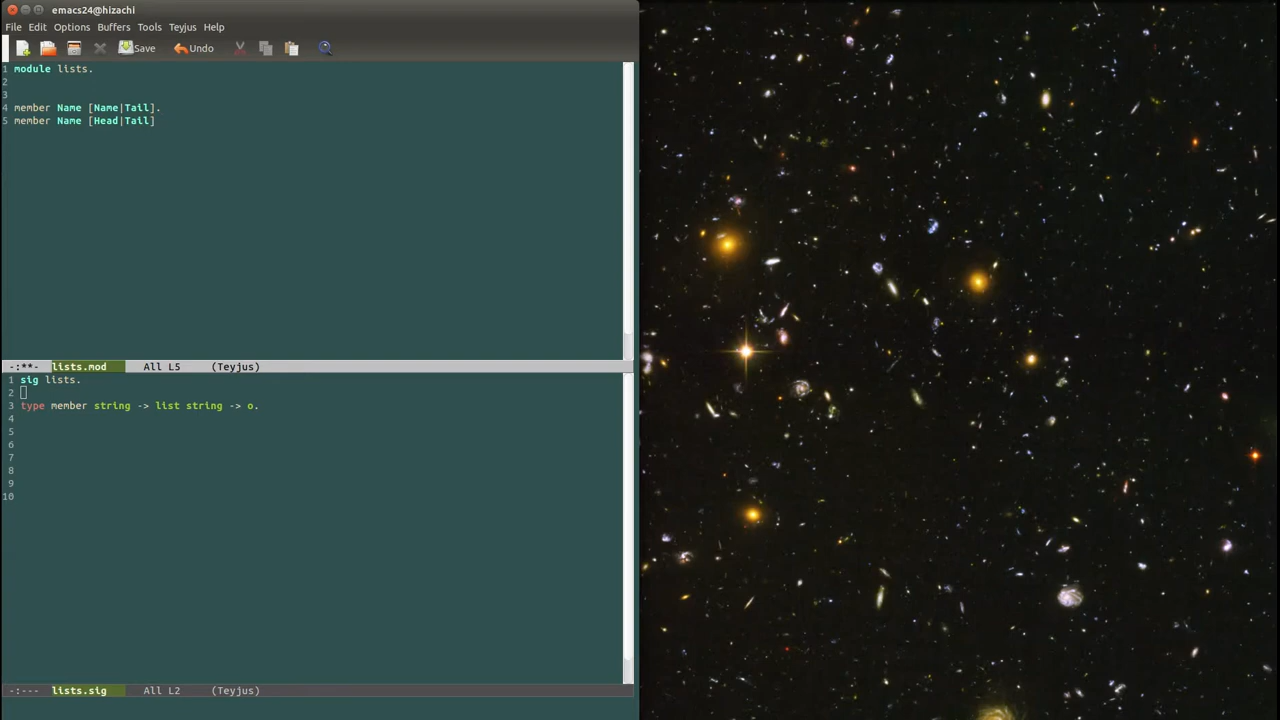 emacs24@hizachi
File Edit Options Buffers Tools Teyjus Help
Save Undo
1 module lists.
2
3
4 member Name [Name|Tail].
5 member Name [Head|Tail]
-:**- lists.mod All L5 (Teyjus)
1 sig lists.
2
3 type member string -> list string -> o.
4
5
6
7
8
9
10
-:--- lists.sig All L2 (Teyjus)